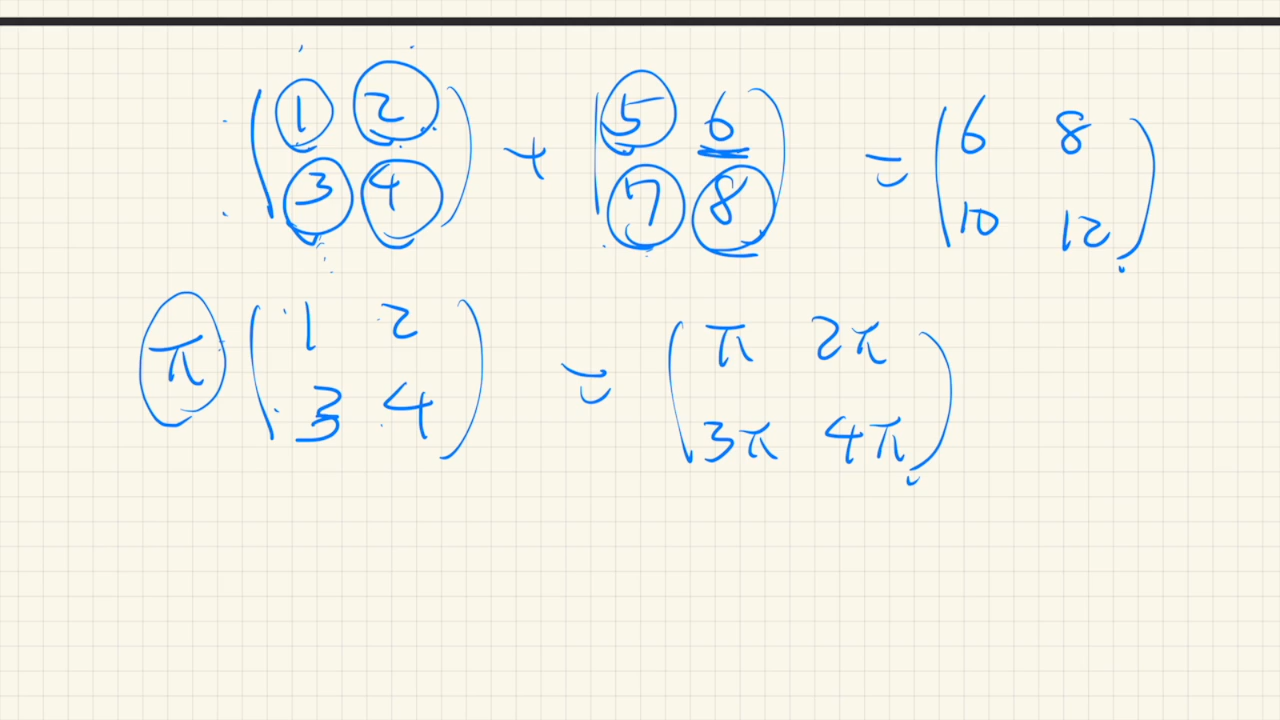 (1 2 + (5 6 = (6 8
3 4) 7 8) 10 12)
π (1 2 = (π 2π
3 4) 3π 4π)